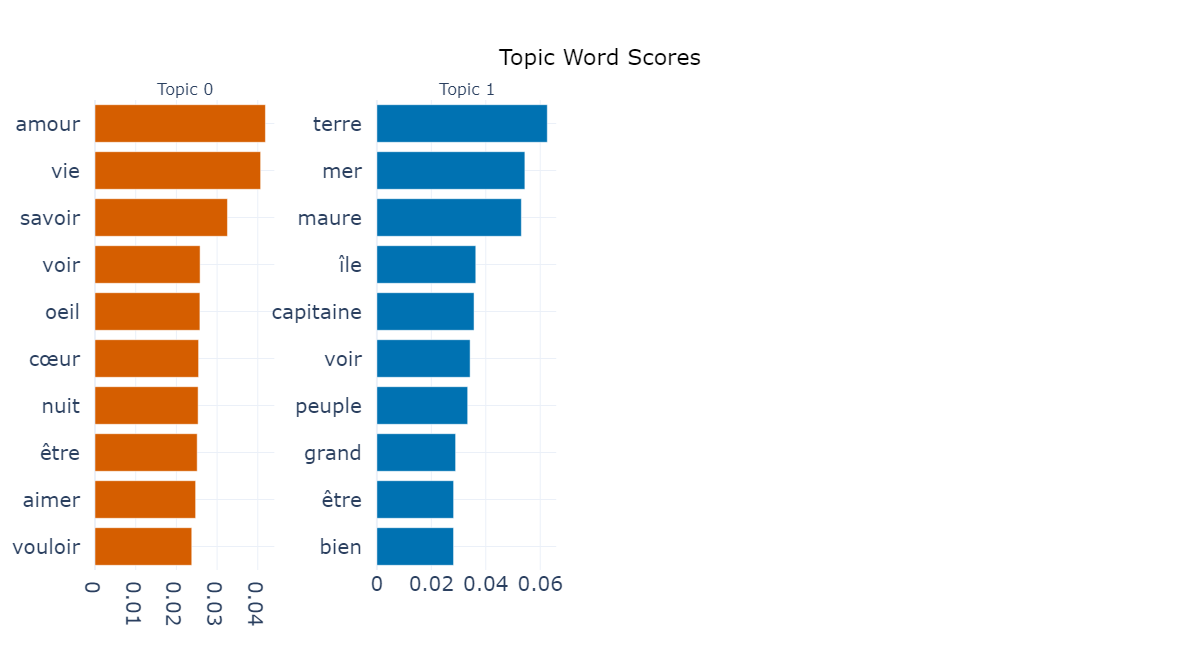 Topic Word Scores
Topic 0
amour
vie
savoir
voir
oeil
cœur
nuit
être
aimer
vouloir
0
0.01
0.02
0.03
0.04
Topic 1
terre
mer
maure
île
capitaine
voir
peuple
grand
être
bien
0 0.02 0.04 0.06